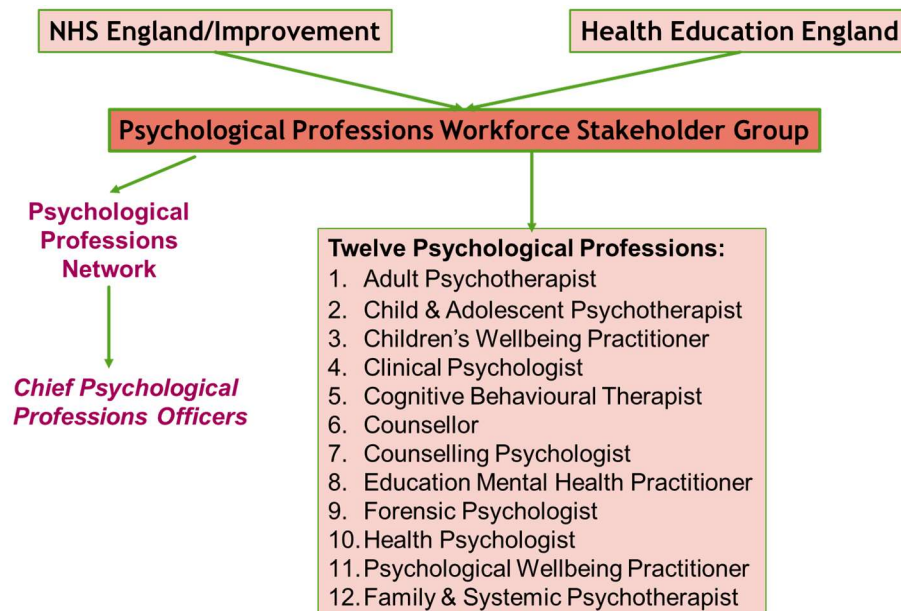 NHS England/Improvement
Health Education England
Psychological Professions Workforce Stakeholder Group
Psychological
Professions
Network
Chief Psychological
Professions Officers
Twelve Psychological Professions:
1. Adult Psychotherapist
2. Child & Adolescent Psychotherapist
3. Children’s Wellbeing Practitioner
4. Clinical Psychologist
5. Cognitive Behavioural Therapist
6. Counsellor
7. Counselling Psychologist
8. Education Mental Health Practitioner
9. Forensic Psychologist
10. Health Psychologist
11. Psychological Wellbeing Practitioner
12. Family & Systemic Psychotherapist